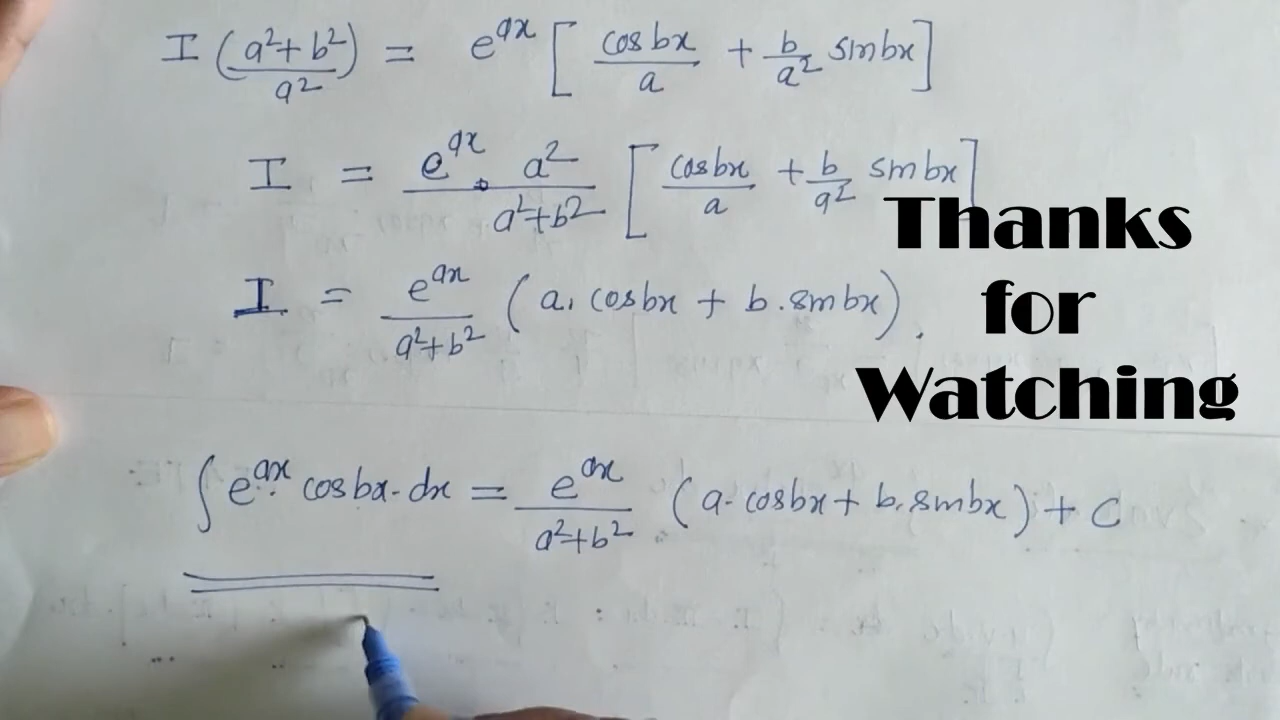 I (a²+b²)/a² = e^ax [ cos bx/a + b/a² sin bx ]
I = e^ax . a²/a²+b² [ cos bx/a + b/a² sin bx ]
I = e^ax/a²+b² ( a. cos bx + b. sin bx ).
Thanks
for
Watching
∫ e^ax cos bx. dx = e^ax/a²+b² ( a. cos bx + b. sin bx ) + C